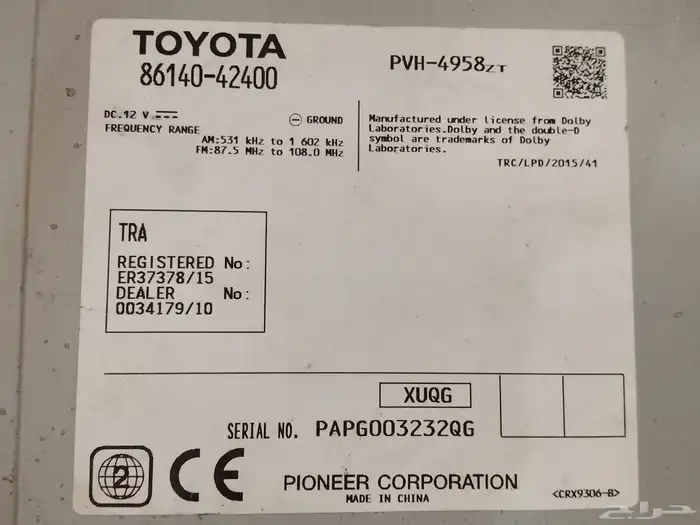 TOYOTA
86140-42400
PVH-4958ZT
DC.12 V
GROUND
FREQUENCY RANGE
AM:531 kHz to 1 602 kHz
FM:87.5 MHz to 108.0 MHz
Manufactured under license from Dolby
Laboratories.Dolby and the double-D
symbol are trademarks of Dolby
Laboratories.
TRC/LPD/2015/41
TRA
REGISTERED No:
ER37378/15
DEALER No:
0034179/10
XUQG
SERIAL NO. PAPG003232QG
2
CE
PIONEER CORPORATION
MADE IN CHINA
<CRX9306-B>
حراج